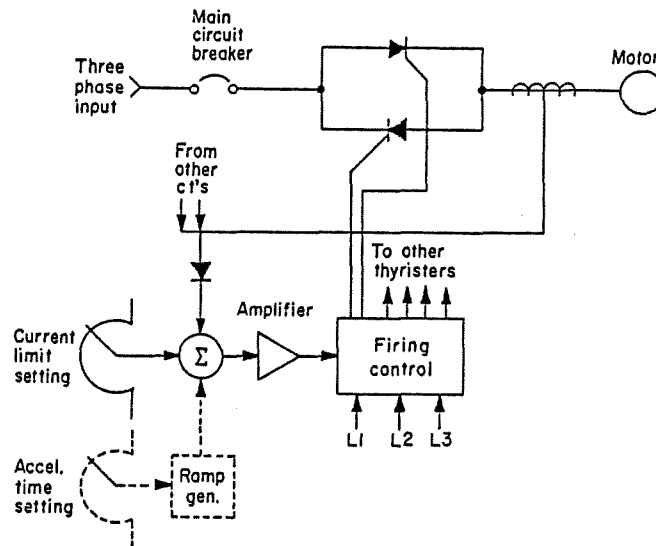 Main
circuit
breaker
Three
phase
input
Motor
From
other
ct's
To other
thyristers
Amplifier
Current
limit
setting
Σ
Firing
control
L1 L2 L3
Accel.
time
setting
Ramp
gen.